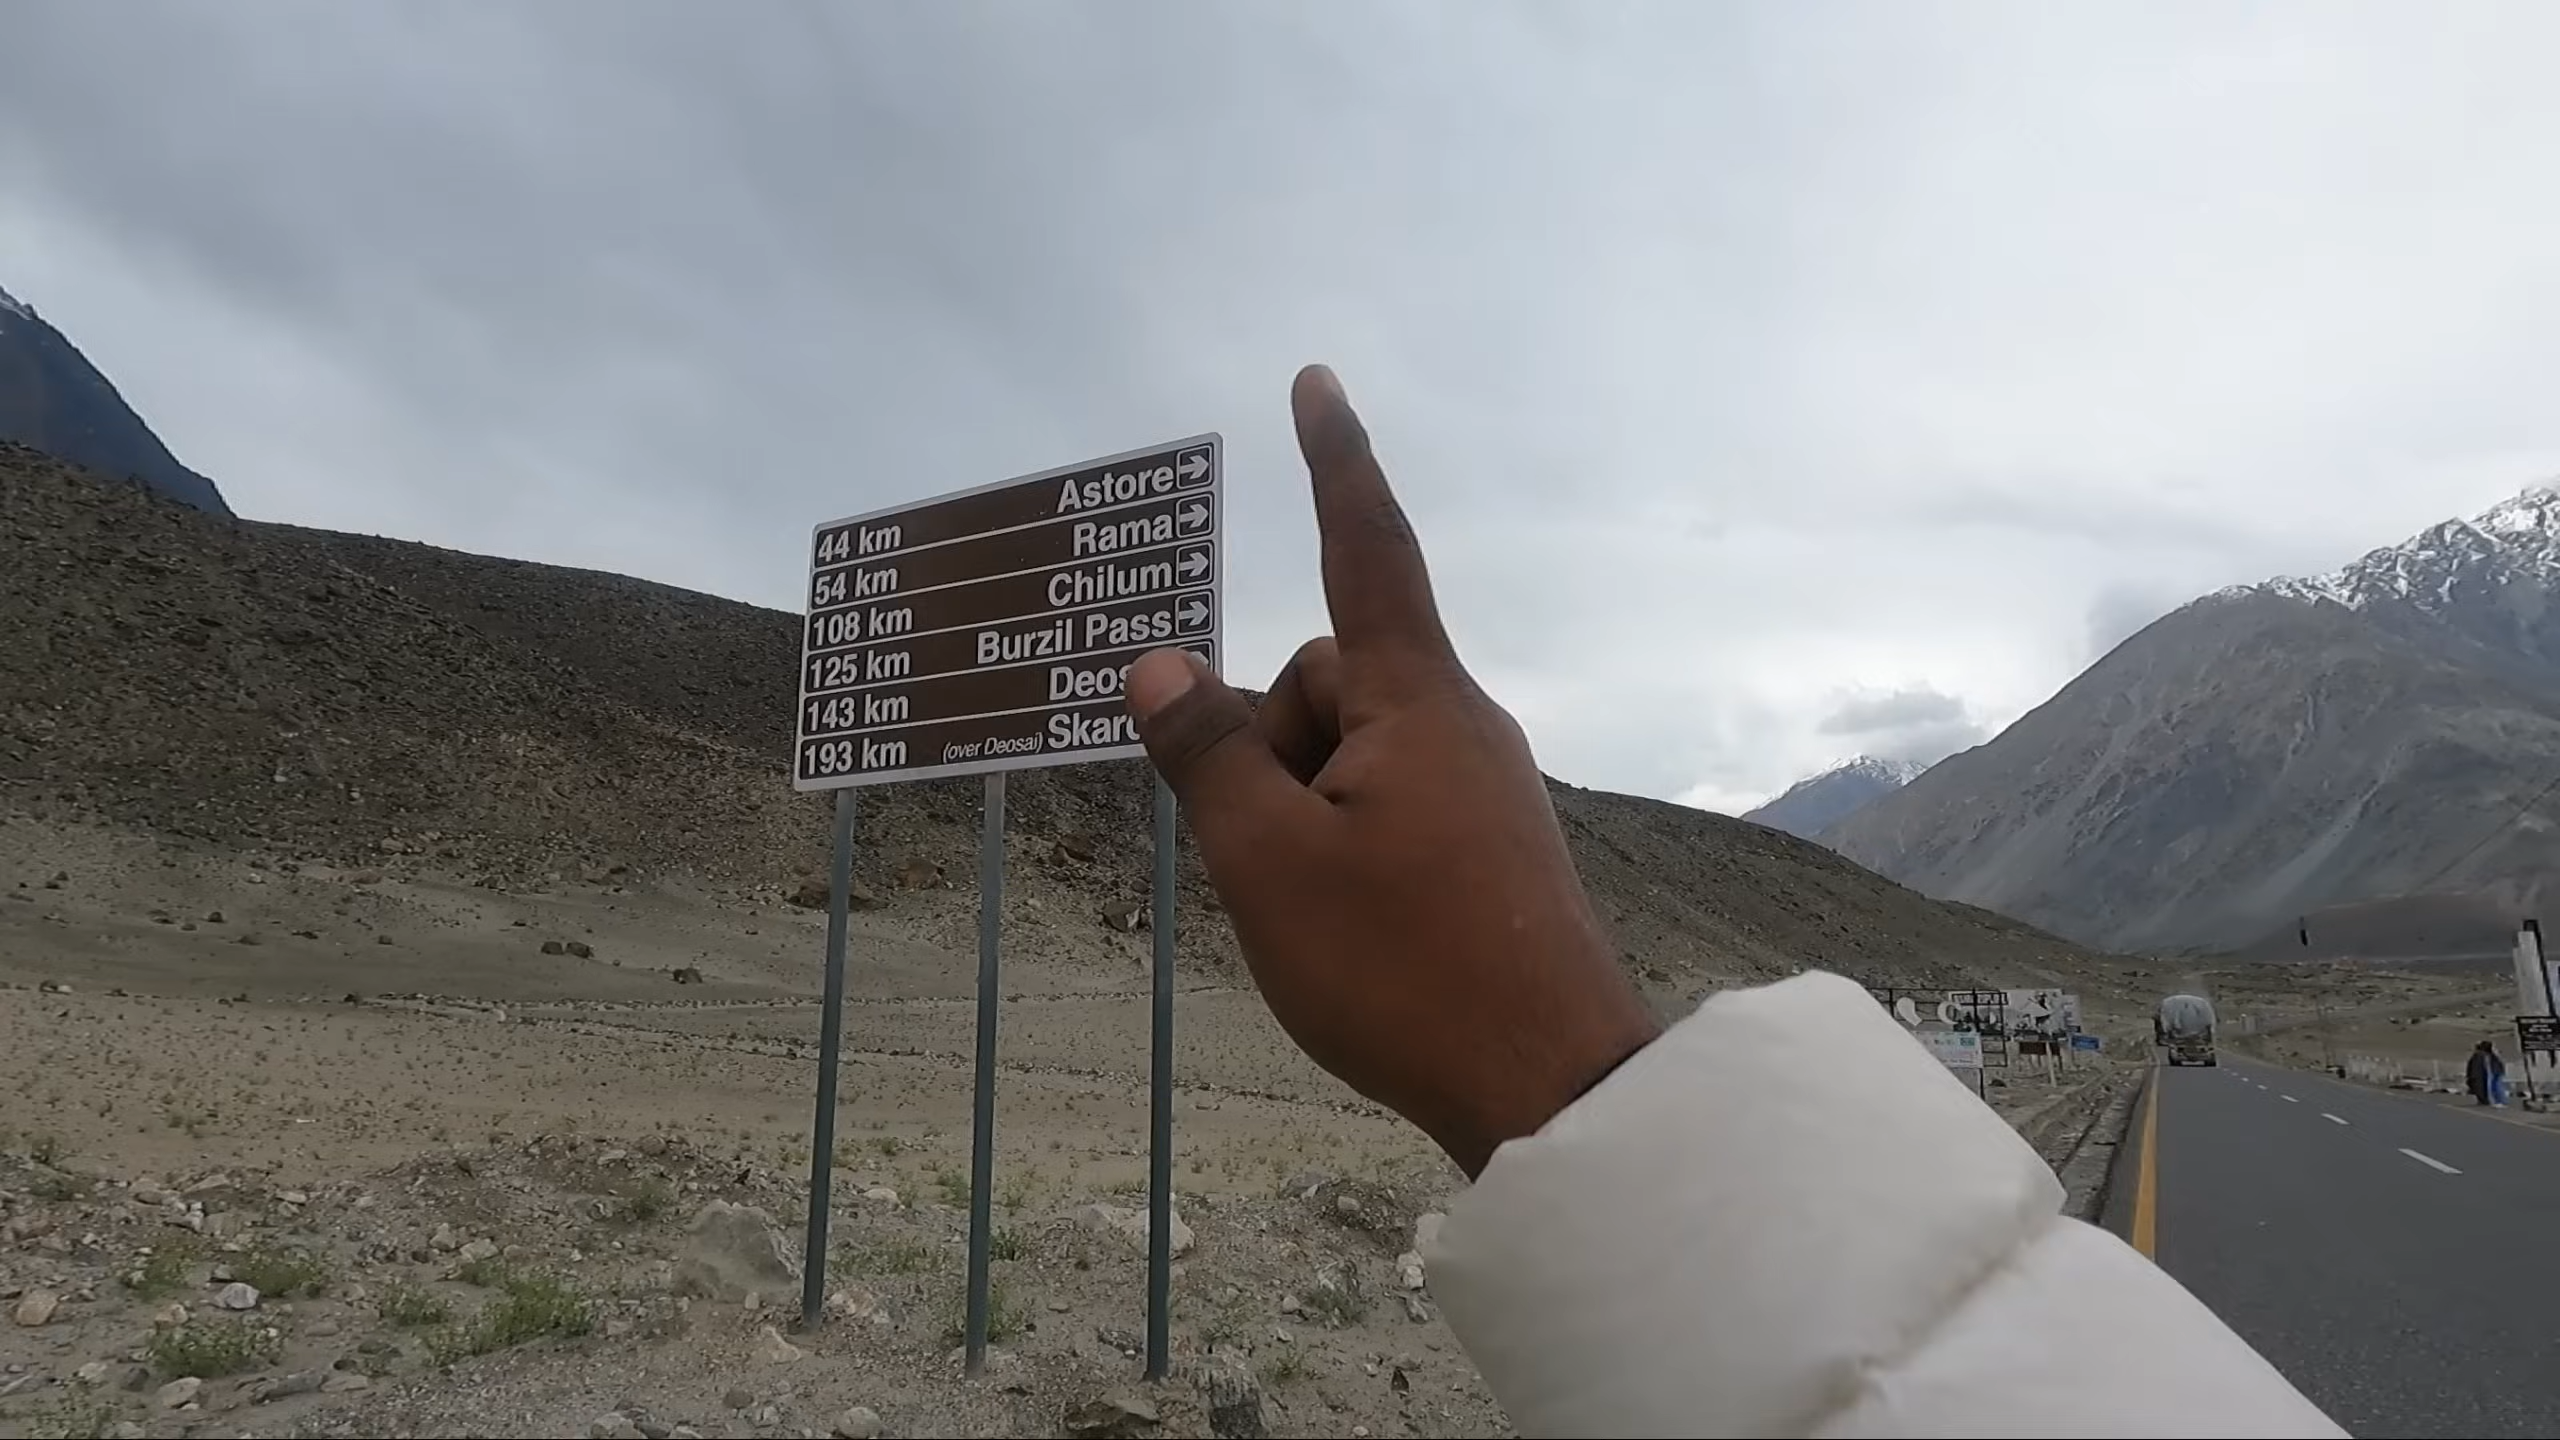 44 km Astore
54 km Rama
108 km Chilum
125 km Burzil Pass
143 km
193 km (over Deosai)